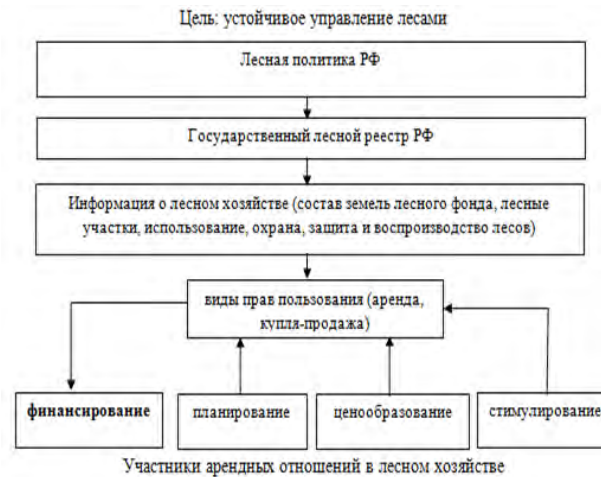 Цель: устойчивое управление лесами
Лесная политика РФ
Государственный лесной реестр РФ
Информация о лесном хозяйстве (состав земель лесного фонда, лесные
участки, использование, охрана, защита и воспроизводство лесов)
виды прав пользования (аренда,
купля-продажа)
финансирование
планирование
ценообразование
стимулирование
Участники арендных отношений в лесном хозяйстве